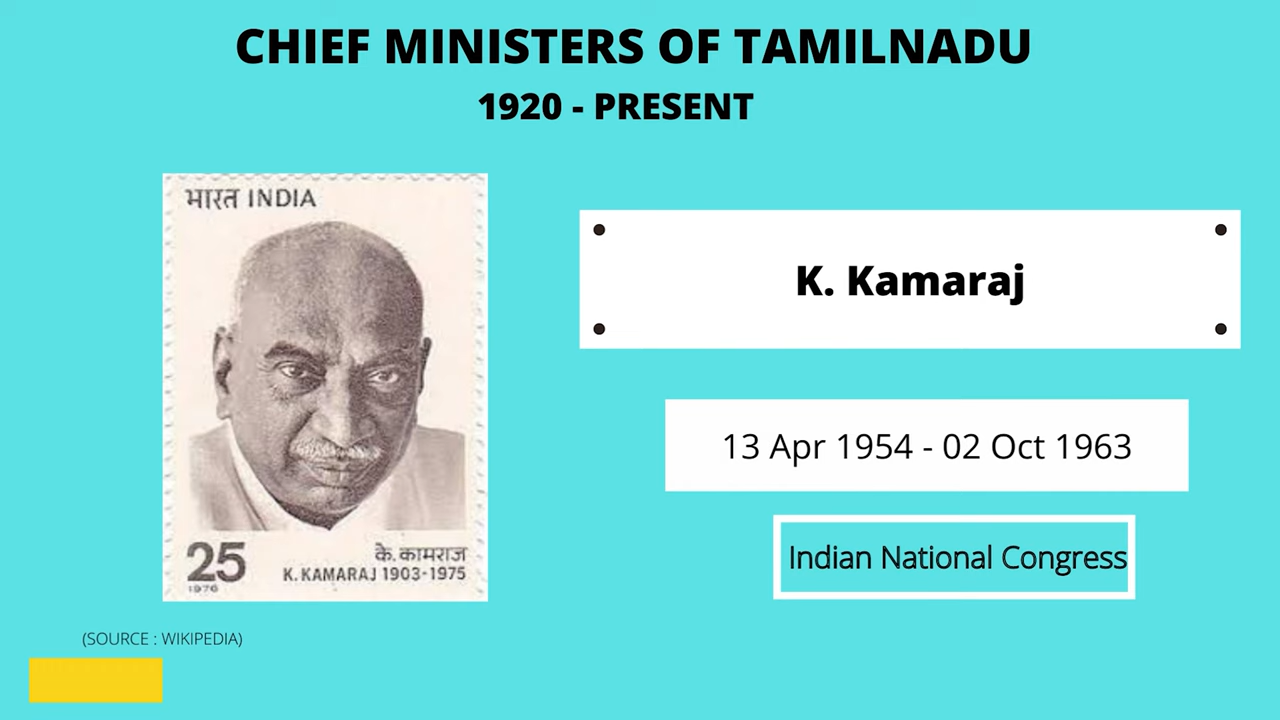 CHIEF MINISTERS OF TAMILNADU
1920 - PRESENT
भारत INDIA
K. Kamaraj
13 Apr 1954 - 02 Oct 1963
Indian National Congress
25
1976
के. कामराज
K. KAMARAJ 1903-1975
(SOURCE : WIKIPEDIA)